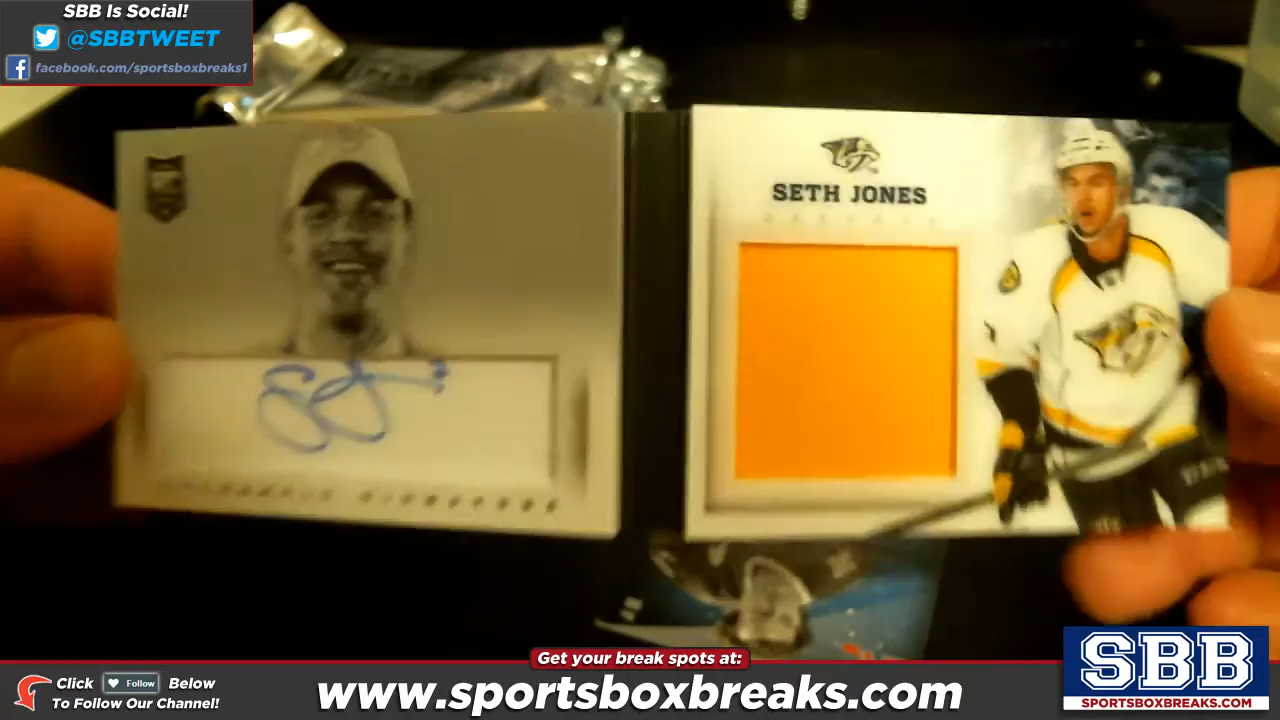 SBB Is Social!
@SBBTWEET
facebook.com/sportsboxbreaks1
SETH JONES
Get your break spots at:
Click Follow Below
To Follow Our Channel!
www.sportsboxbreaks.com
SBB
SPORTSBOXBREAKS.COM